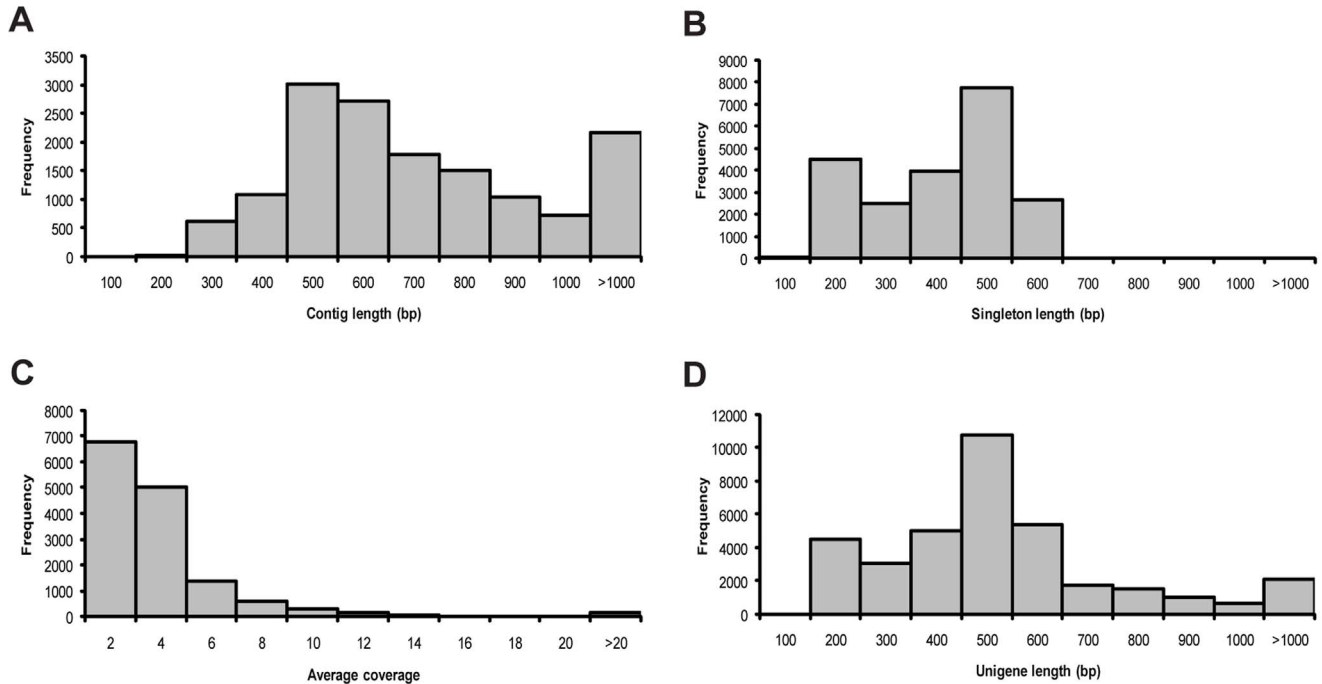 A
3500
3000
2500
2000
1500
1000
500
0
Frequency
100 200 300 400 500 600 700 800 900 1000 >1000
Contig length (bp)
B
9000
8000
7000
6000
5000
4000
3000
2000
1000
0
Frequency
100 200 300 400 500 600 700 800 900 1000 >1000
Singleton length (bp)
C
8000
7000
6000
5000
4000
3000
2000
1000
0
Frequency
2 4 6 8 10 12 14 16 18 20 >20
Average coverage
D
12000
10000
8000
6000
4000
2000
0
Frequency
100 200 300 400 500 600 700 800 900 1000 >1000
Unigene length (bp)